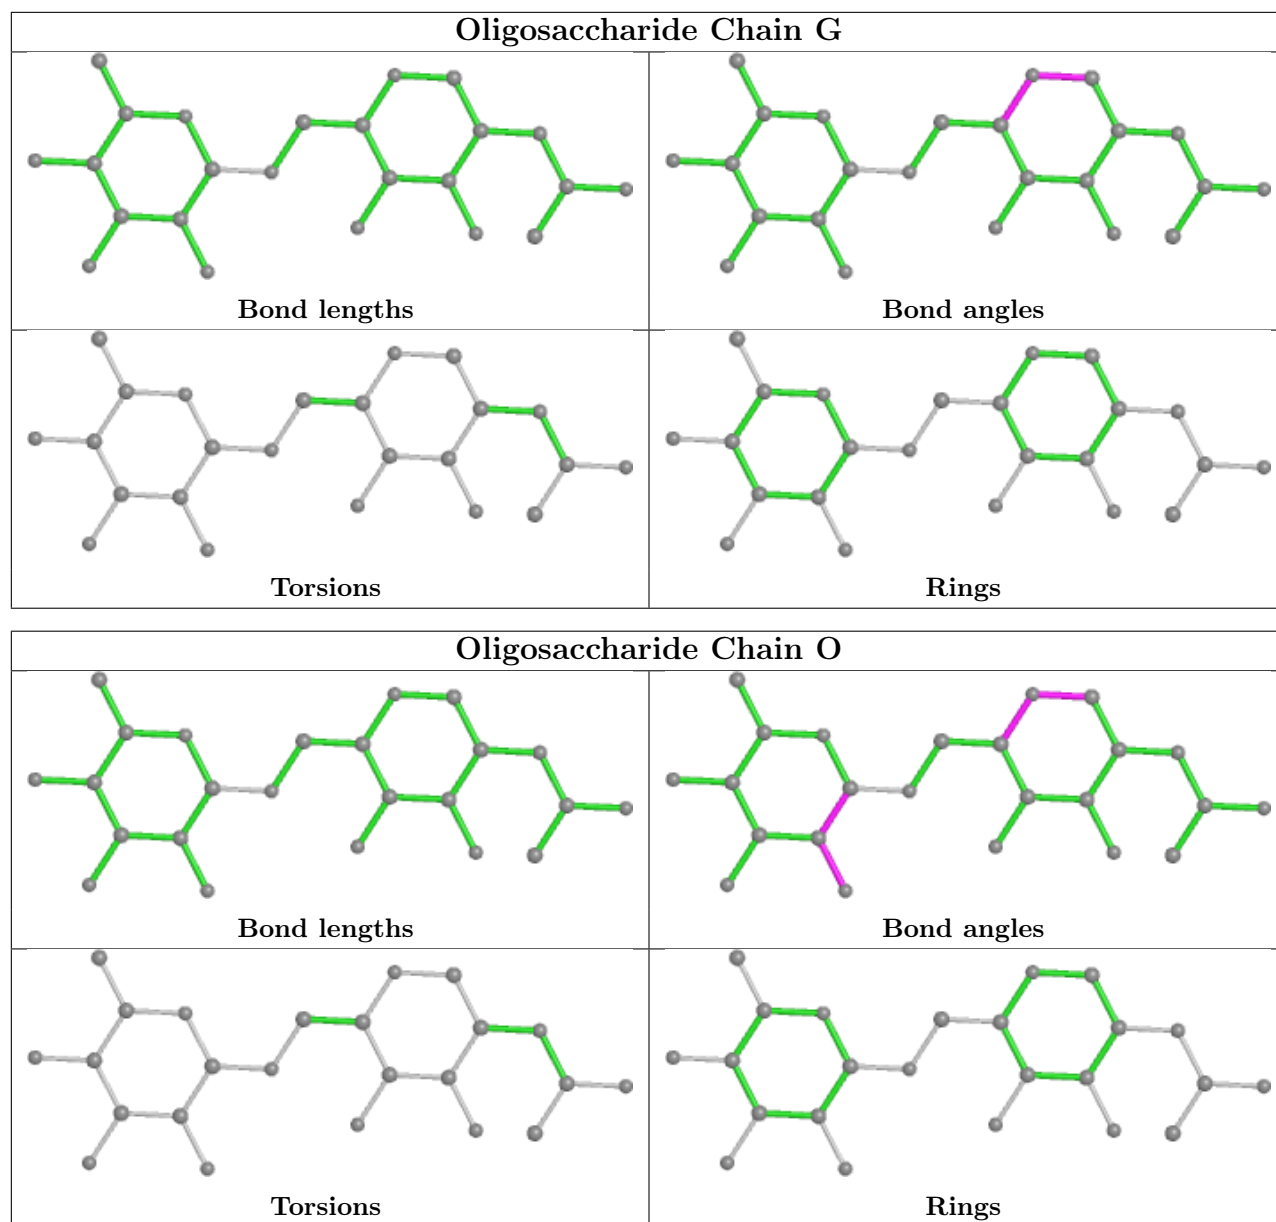 Oligosaccharide Chain G
Bond lengths
Bond angles
Torsions
Rings
Oligosaccharide Chain O
Bond lengths
Bond angles
Torsions
Rings